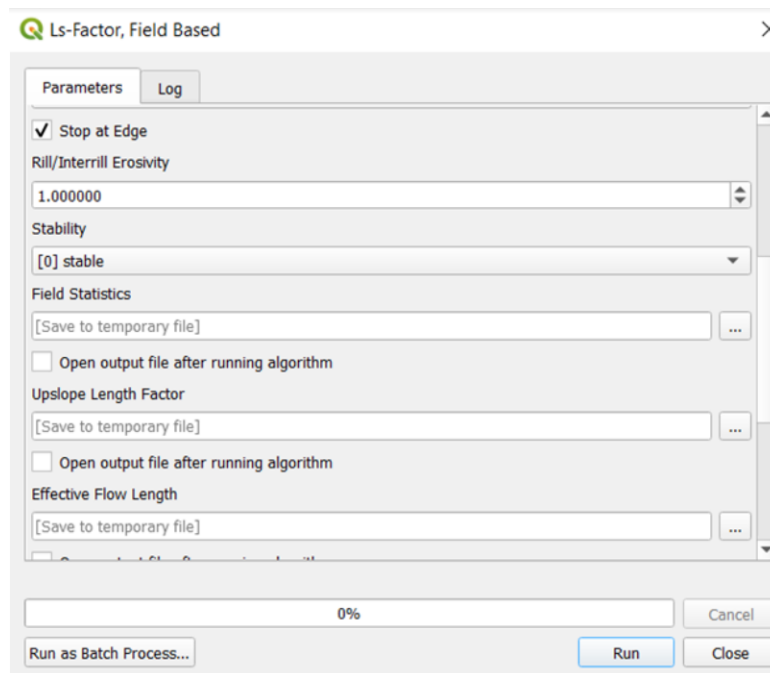 Ls-Factor, Field Based
Parameters Log
Stop at Edge
Rill/Interrill Erosivity
1.000000
Stability
[0] stable
Field Statistics
[Save to temporary file] ...
Open output file after running algorithm
Upslope Length Factor
[Save to temporary file] ...
Open output file after running algorithm
Effective Flow Length
[Save to temporary file] ...
0%
Cancel
Run as Batch Process...
Run
Close